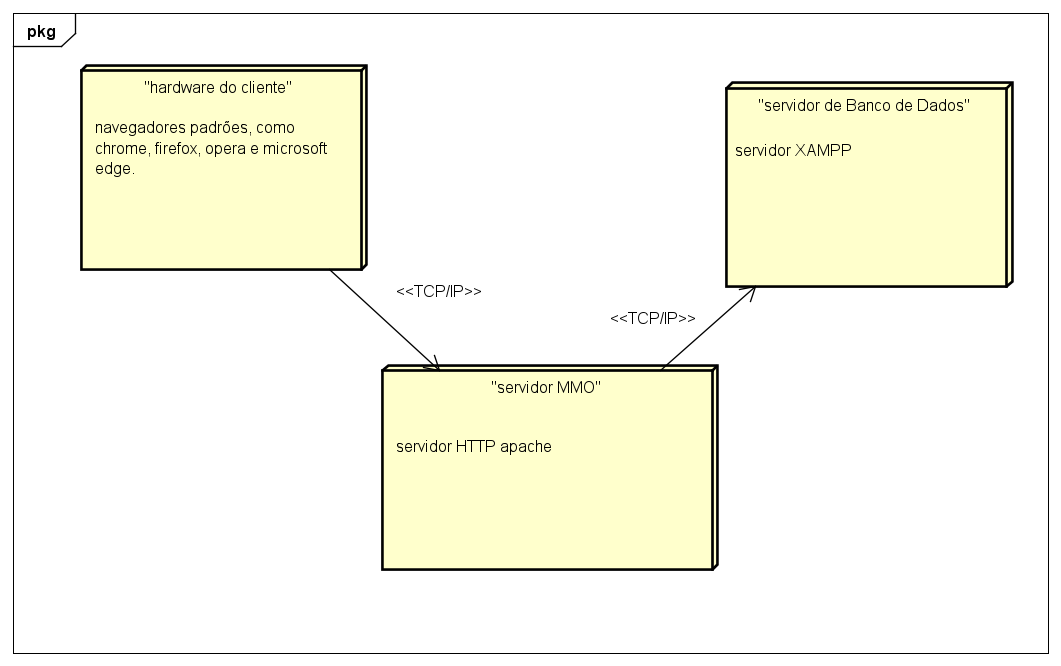 pkg
"hardware do cliente"
navegadores padrões, como
chrome, firefox, opera e microsoft
edge.
"servidor de Banco de Dados"
servidor XAMPP
<<TCP/IP>>
<<TCP/IP>>
"servidor MMO"
servidor HTTP apache